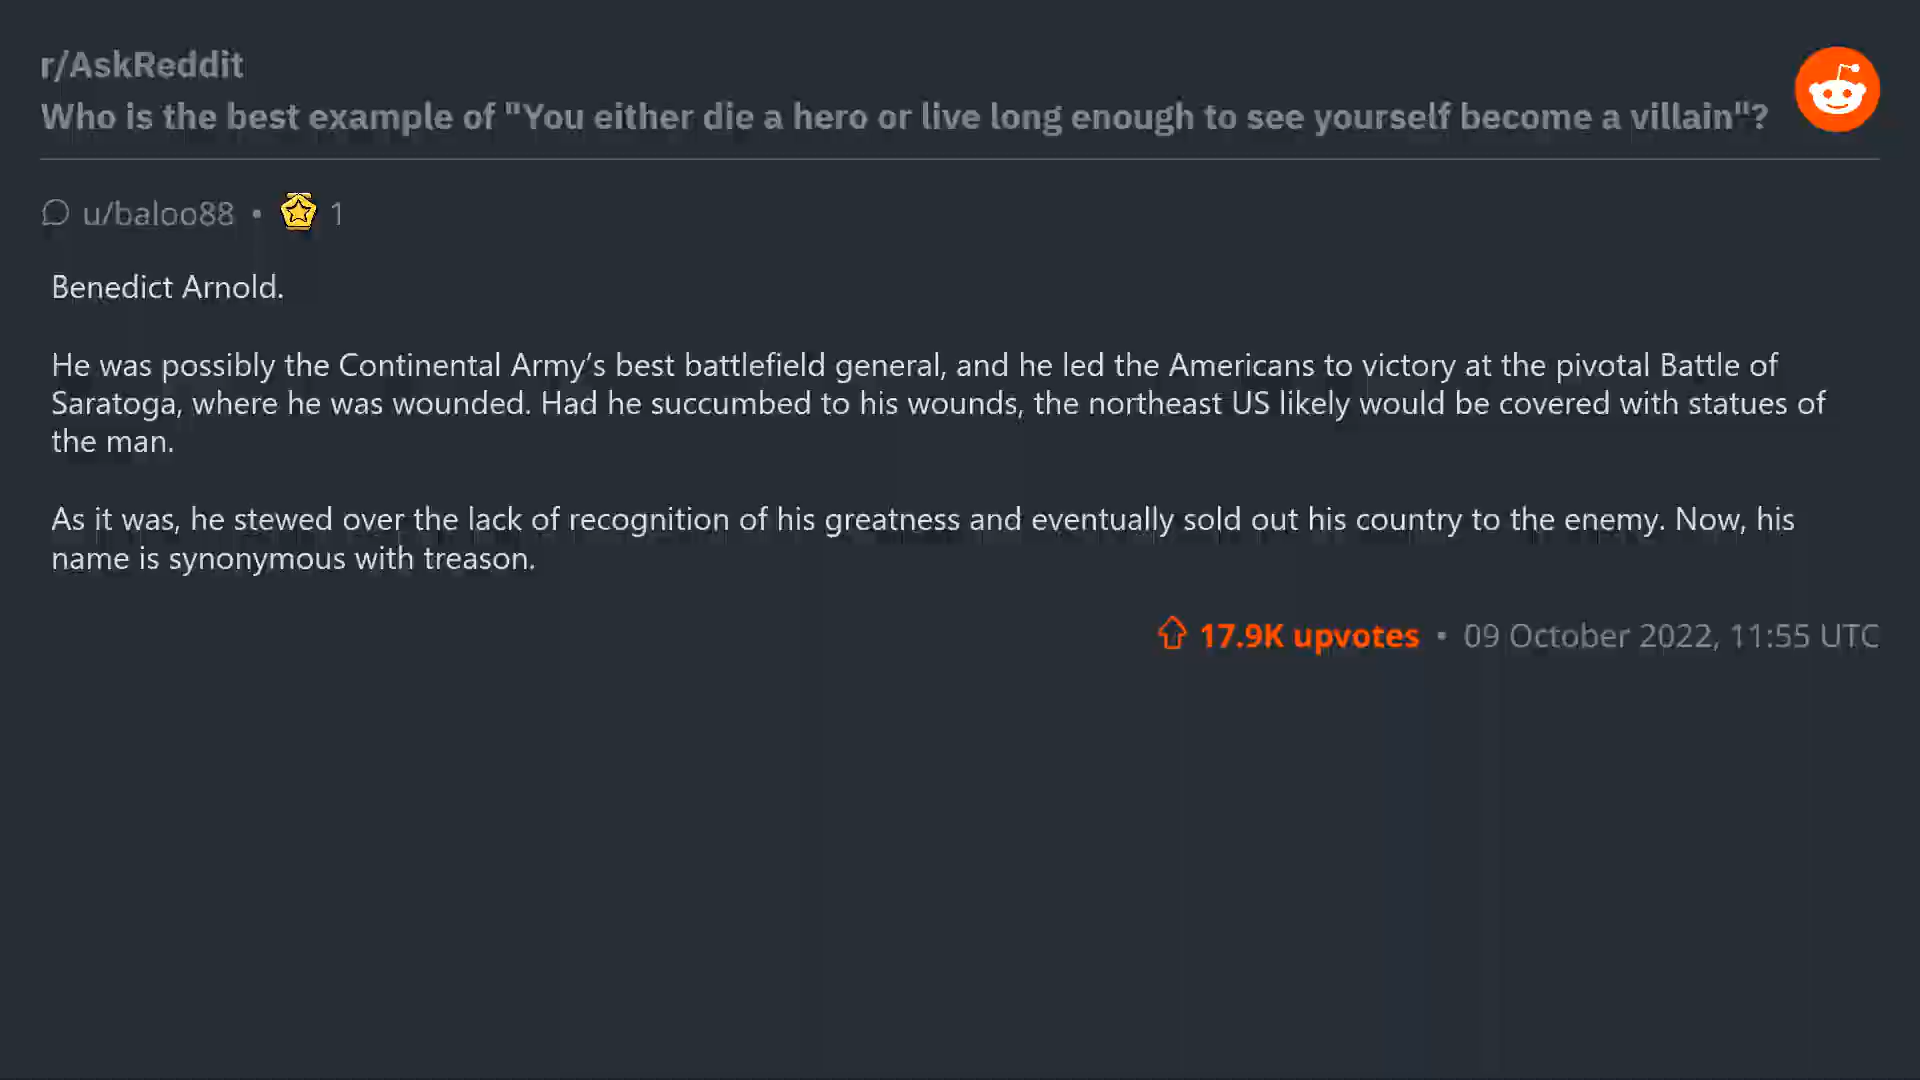 r/AskReddit
Who is the best example of "You either die a hero or live long enough to see yourself become a villain"?
u/baloo88 • 1
Benedict Arnold.
He was possibly the Continental Army’s best battlefield general, and he led the Americans to victory at the pivotal Battle of
Saratoga, where he was wounded. Had he succumbed to his wounds, the northeast US likely would be covered with statues of
the man.
As it was, he stewed over the lack of recognition of his greatness and eventually sold out his country to the enemy. Now, his
name is synonymous with treason.
17.9K upvotes • 09 October 2022, 11:55 UTC